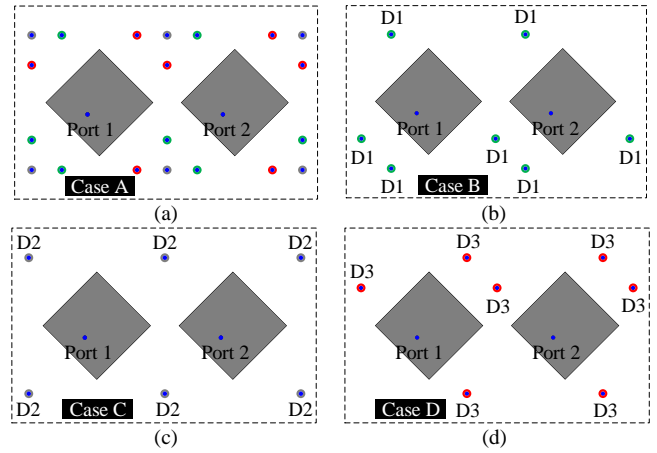 Port 1
Port 2
Case A
(a)
D1
D1
Port 1
Port 2
D1
D1
D1
D1
D1
Case B
(b)
D2
D2
D2
Port 1
Port 2
D2
D2
D2
Case C
(c)
D3
D3
D3
D3
D3
Port 1
Port 2
D3
D3
Case D
(d)